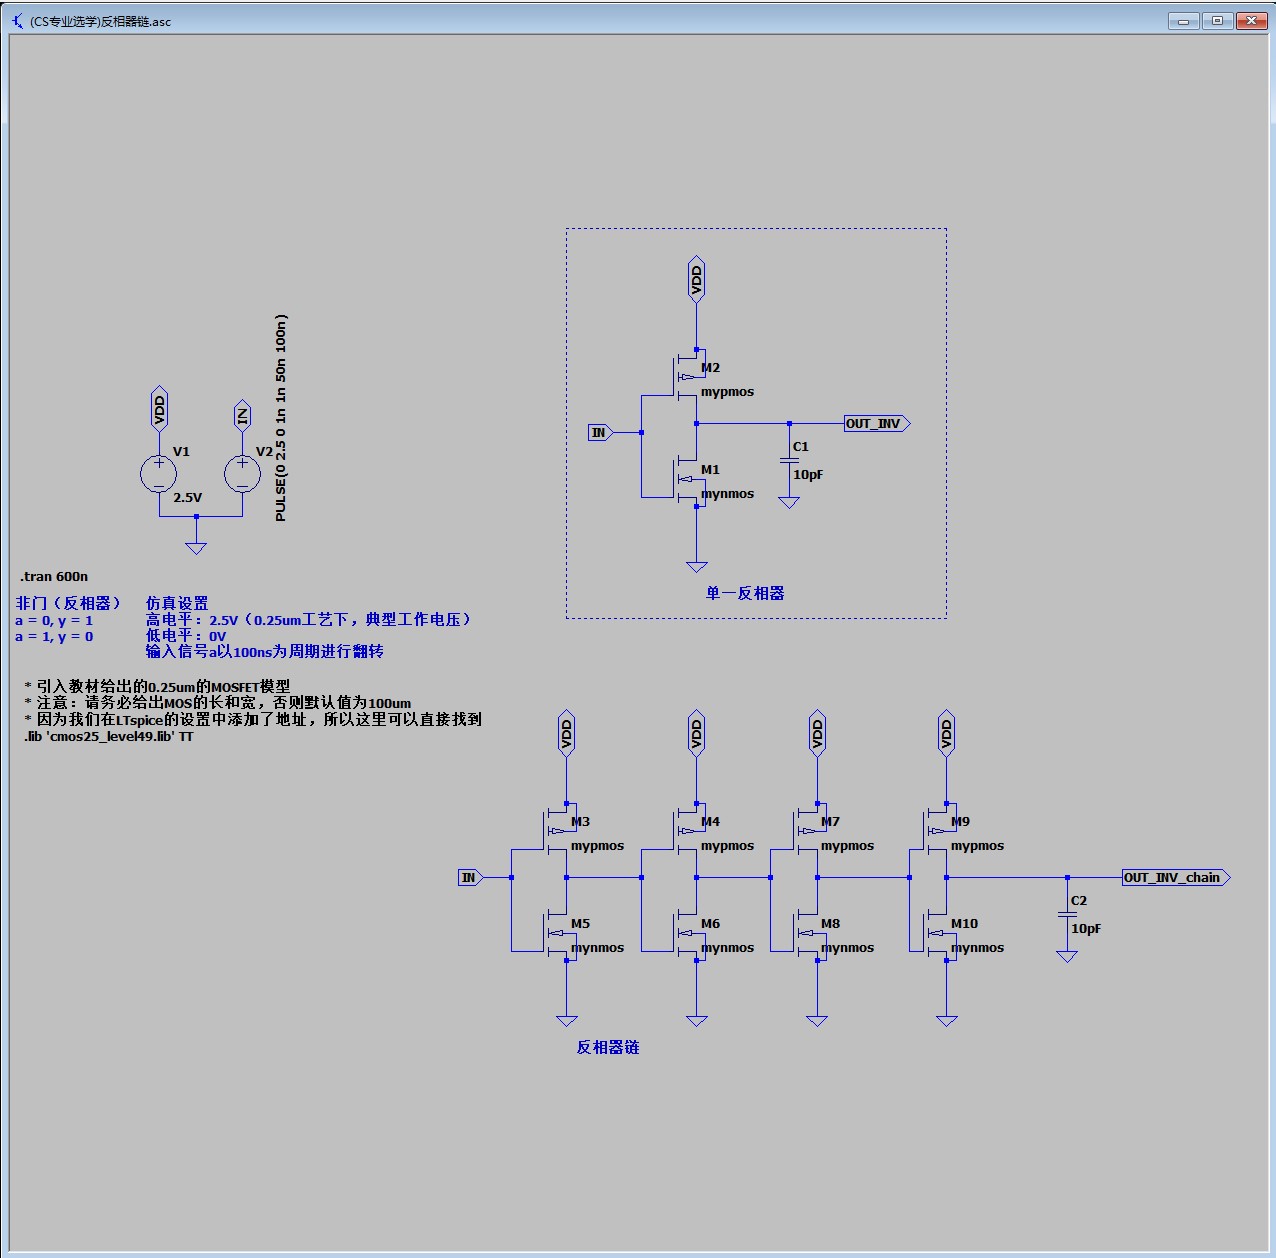 (CS专业选学)反相器链.asc
VDD
M2
mypmos
IN
OUT_INV
C1
10pF
M1
mynmos
单一反相器
VDD
IN
V1
2.5V
V2
PULSE(0 2.5 0 1n 1n 50n 100n)
.tran 600n
非门（反相器）
a = 0, y = 1
a = 1, y = 0
仿真设置
高电平：2.5V（0.25um工艺下，典型工作电压）
低电平：0V
输入信号a以100ns为周期进行翻转
* 引入教材给出的0.25um的MOSFET模型
* 注意：请务必给出MOS的长和宽，否则默认值为100um
* 因为我们在LTspice的设置中添加了地址，所以这里可以直接找到
.lib 'cmos25_level49.lib' TT
VDD
VDD
VDD
VDD
M3
mypmos
M4
mypmos
M7
mypmos
M9
mypmos
IN
OUT_INV_chain
C2
10pF
M5
mynmos
M6
mynmos
M8
mynmos
M10
mynmos
反相器链